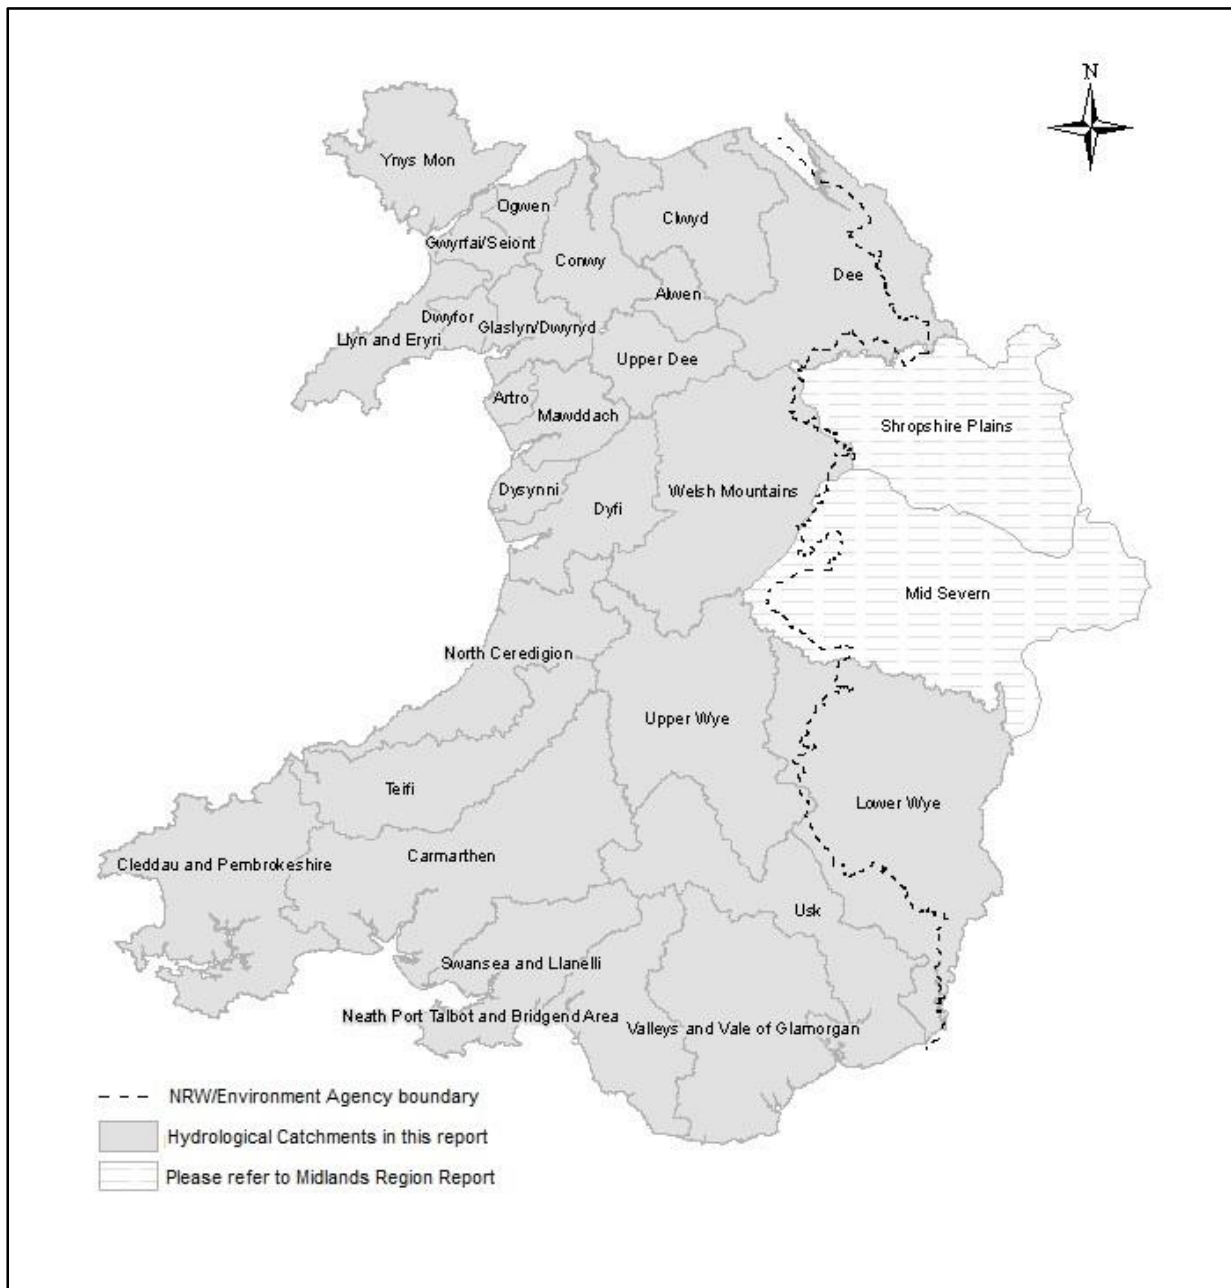 N
Ynys Mon
Ogwen
Clwyd
Gwyrfai/Seiont
Conwy
Dee
Alwen
Dwyfor
Glaslyn/Dwyryd
Llyn and Eryri
Upper Dee
Artro
Mawddach
Shropshire Plains
Dysynni
Welsh Mountains
Dyfi
Mid Severn
North Ceredigion
Upper Wye
Teifi
Lower Wye
Carmarthen
Cleddau and Pembrokeshire
Usk
Swansea and Llanelli
Neath Port Talbot and Bridgend Area
Valleys and Vale of Glamorgan
NRW/Environment Agency boundary
Hydrological Catchments in this report
Please refer to Midlands Region Report